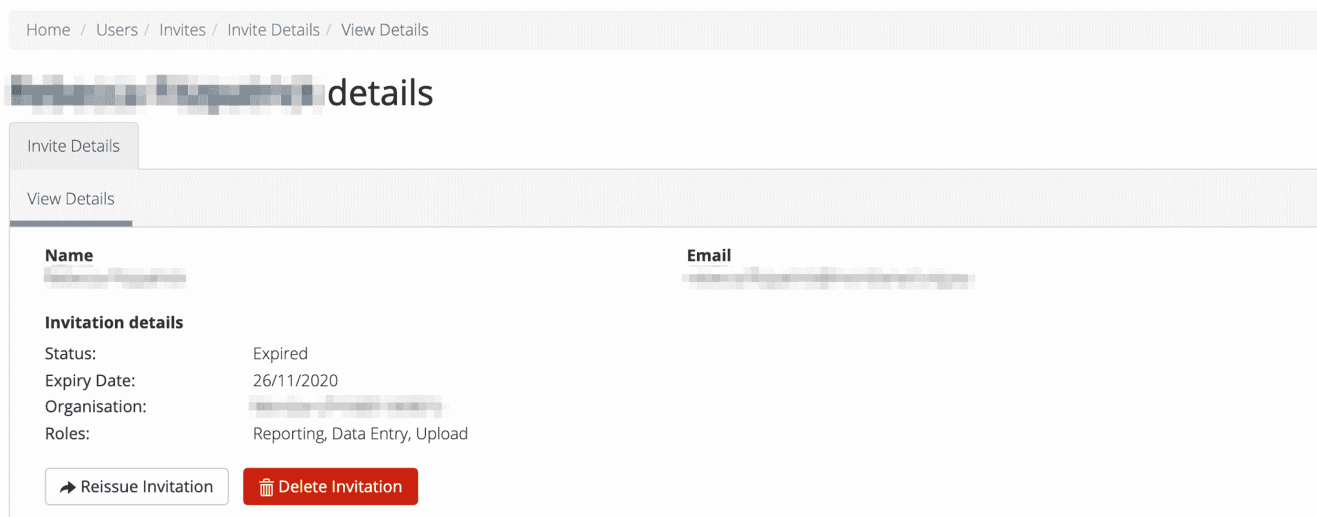 Home / Users / Invites / Invite Details / View Details
details
Invite Details
View Details
Name
Email
Invitation details
Status: Expired
Expiry Date: 26/11/2020
Organisation:
Roles: Reporting, Data Entry, Upload
Reissue Invitation Delete Invitation